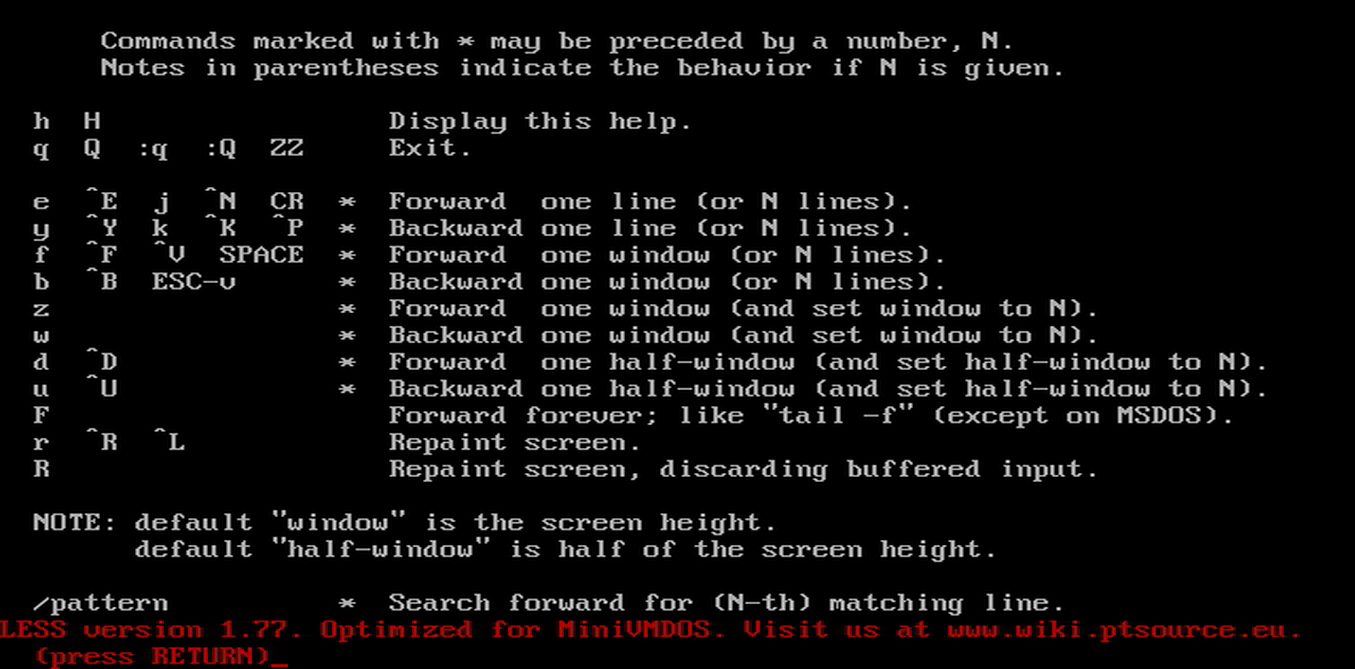 Commands marked with * may be preceded by a number, N.
Notes in parentheses indicate the behavior if N is given.
h  H                 Display this help.
q  Q  :q  :Q  ZZ     Exit.
e  ^E  j  ^N  CR  *  Forward  one line (or N lines).
y  ^Y  k  ^K  ^P  *  Backward one line (or N lines).
f  ^F  ^V  SPACE  *  Forward  one window (or N lines).
b  ^B  ESC-v      *  Backward one window (or N lines).
z                 *  Forward  one window (and set window to N).
w                 *  Backward one window (and set window to N).
d  ^D             *  Forward  one half-window (and set half-window to N).
u  ^U             *  Backward one half-window (and set half-window to N).
F                    Forward forever; like "tail -f" (except on MSDOS).
r  ^R  ^L            Repaint screen.
R                    Repaint screen, discarding buffered input.
NOTE: default "window" is the screen height.
default "half-window" is half of the screen height.
/pattern          *  Search forward for (N-th) matching line.
LESS version 1.77. Optimized for MiniVMDOS. Visit us at www.wiki.ptsource.eu.
(press RETURN)_